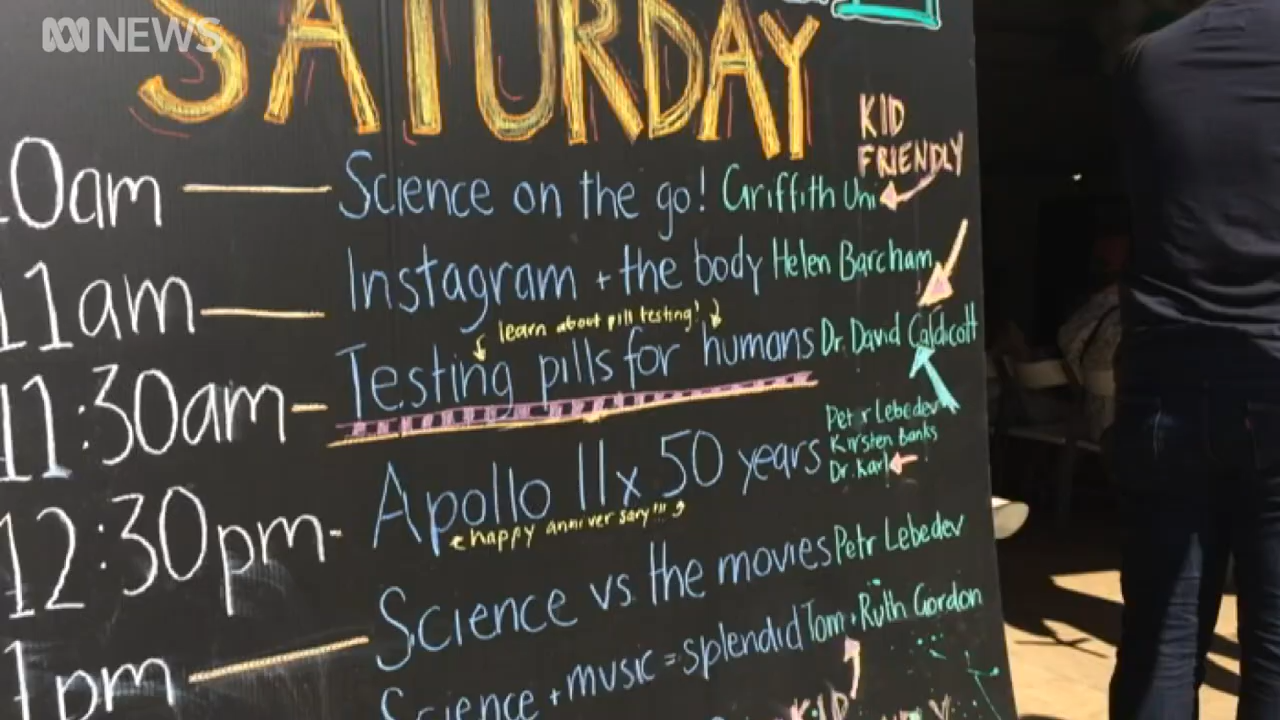 NEWS
SATURDAY
KID
FRIENDLY
10am Science on the go! Griffith Uni
11am Instagram + the body Helen Barcham
learn about pill testing!
11:30am Testing pills for humans Dr. David Caldicott
Petr Lebedev
Kirsten Banks
Dr. Karl
12:30pm Apollo 11 x 50 years
happy anniversary!!!
1pm Science vs the movies Petr Lebedev
Science + music = splendid Tom + Ruth Gordon
KID